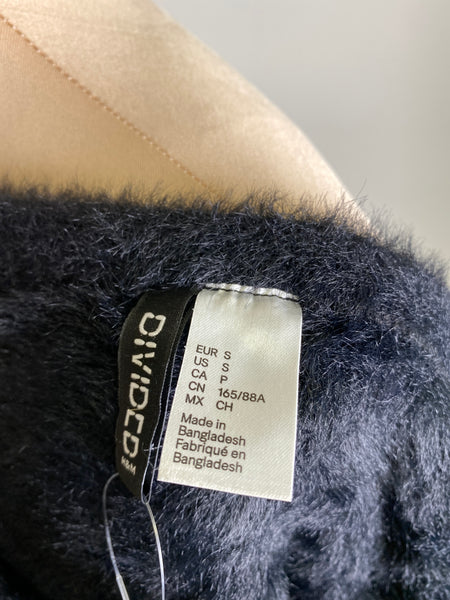 DIVIDED
H&M
EUR S
US S
CA P
CN 165/88A
MX CH
Made in
Bangladesh
Fabriqué en
Bangladesh